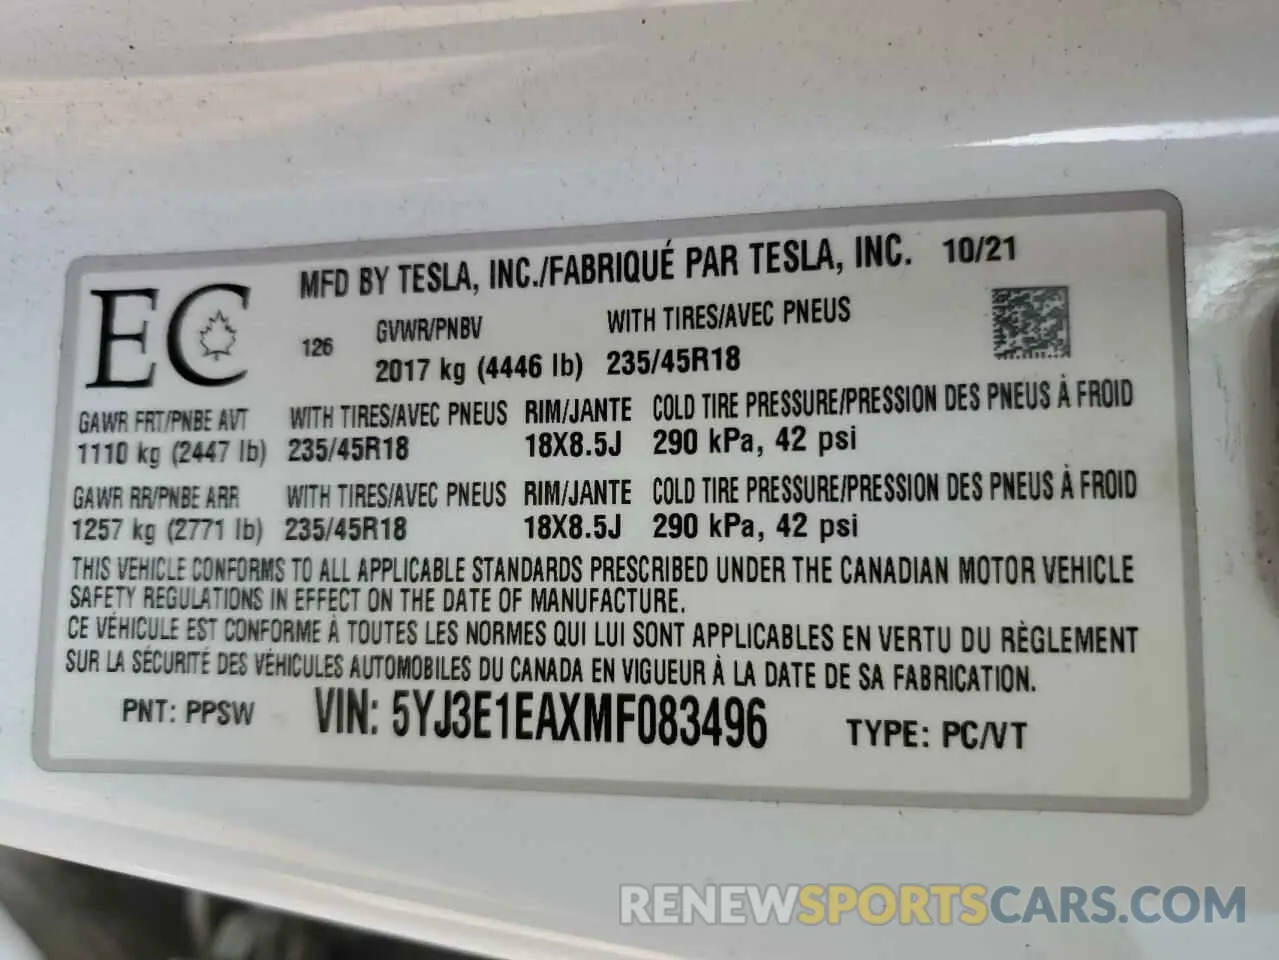 MFD BY TESLA, INC./FABRIQUÉ PAR TESLA, INC. 10/21
EC
126
GVWR/PNBV WITH TIRES/AVEC PNEUS
2017 kg (4446 lb) 235/45R18
GAWR FRT/PNBE AVT WITH TIRES/AVEC PNEUS RIM/JANTE COLD TIRE PRESSURE/PRESSION DES PNEUS À FROID
1110 kg (2447 lb) 235/45R18 18X8.5J 290 kPa, 42 psi
GAWR RR/PNBE ARR WITH TIRES/AVEC PNEUS RIM/JANTE COLD TIRE PRESSURE/PRESSION DES PNEUS À FROID
1257 kg (2771 lb) 235/45R18 18X8.5J 290 kPa, 42 psi
THIS VEHICLE CONFORMS TO ALL APPLICABLE STANDARDS PRESCRIBED UNDER THE CANADIAN MOTOR VEHICLE
SAFETY REGULATIONS IN EFFECT ON THE DATE OF MANUFACTURE.
CE VÉHICULE EST CONFORME À TOUTES LES NORMES QUI LUI SONT APPLICABLES EN VERTU DU RÈGLEMENT
SUR LA SÉCURITÉ DES VÉHICULES AUTOMOBILES DU CANADA EN VIGUEUR À LA DATE DE SA FABRICATION.
PNT: PPSW VIN: 5YJ3E1EAXMF083496 TYPE: PC/VT
RENEWSPORTSCARS.COM